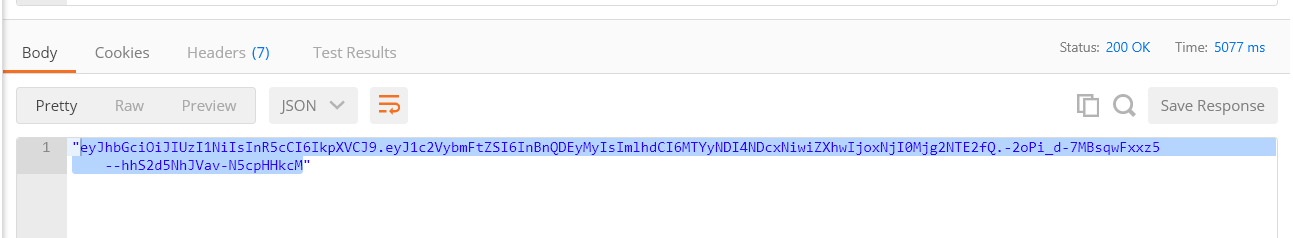 Body Cookies Headers (7) Test Results Status: 200 OK Time: 5077 ms
Pretty Raw Preview JSON Save Response
1 "eyJhbGciOiJIUzI1NiIsInR5cCI6IkpXVCJ9.eyJ1c2VybmFtZSI6InBnQDEyMyIsImlhdCI6MTYyNDI4NDcxNiwiZXhwIjoxNjI0Mjg2NTE2fQ.-2oPi_d-7MBsqwFxxz5
--hhS2d5NhJVav-N5cpHHkcM"